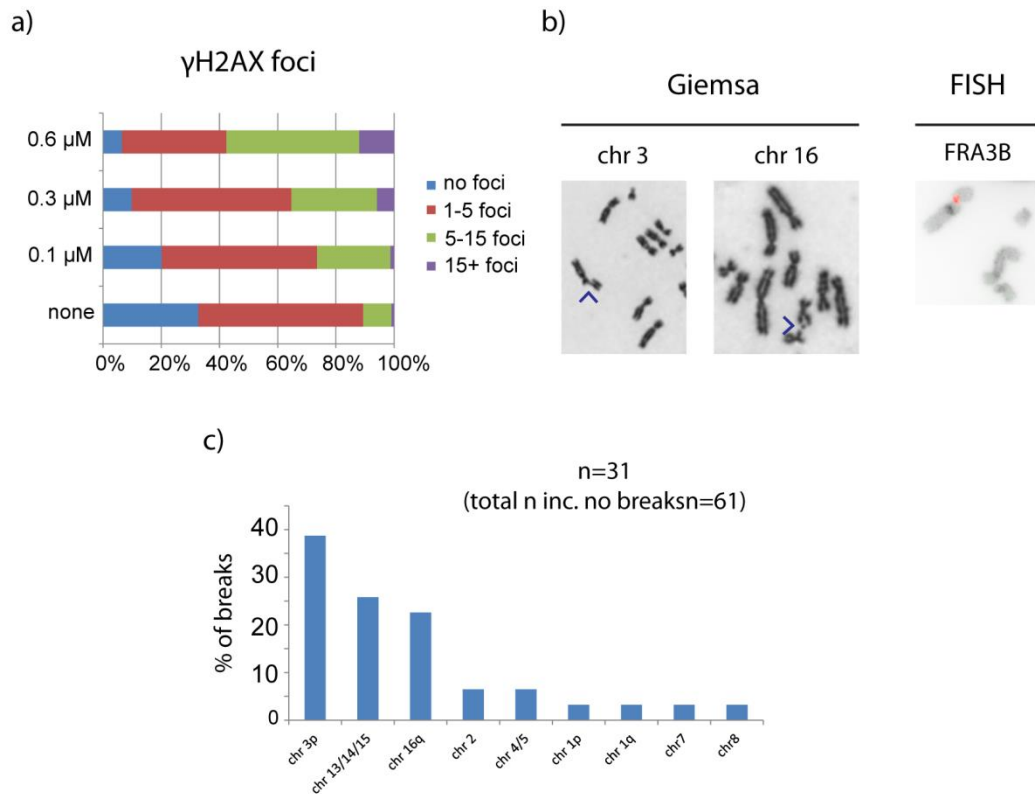 a)
γH2AX foci
0.6 µM
0.3 µM
0.1 µM
none
0% 20% 40% 60% 80% 100%
no foci
1-5 foci
5-15 foci
15+ foci
b)
Giemsa
FISH
chr 3
chr 16
FRA3B
c)
n=31
(total n inc. no breaksn=61)
% of breaks
40
30
20
10
0
chr 3p
chr 13/14/15
chr 16q
chr 2
chr 4/5
chr 1p
chr 1q
chr7
chr8